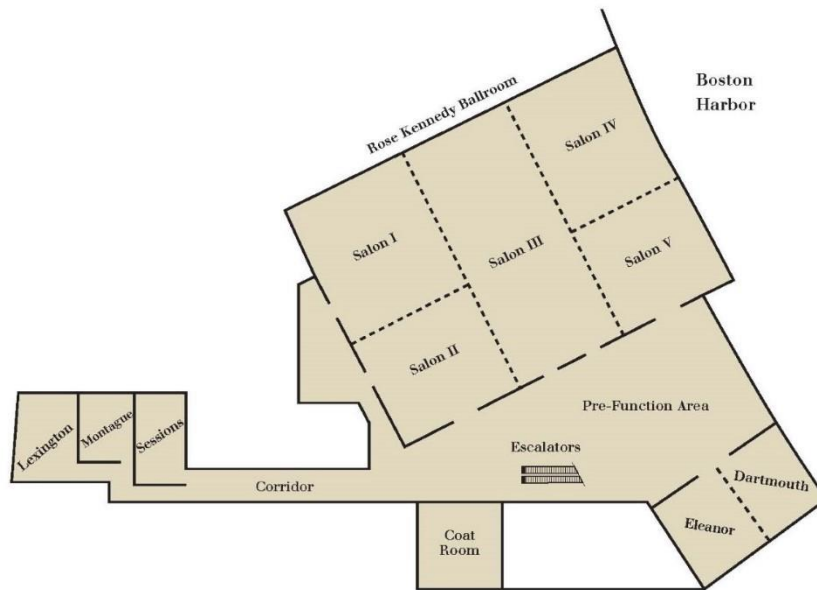 Boston
Harbor
Rose Kennedy Ballroom
Salon IV
Salon I
Salon III
Salon V
Salon II
Pre-Function Area
Lexington
Montague
Sessions
Escalators
Corridor
Dartmouth
Eleanor
Coat
Room